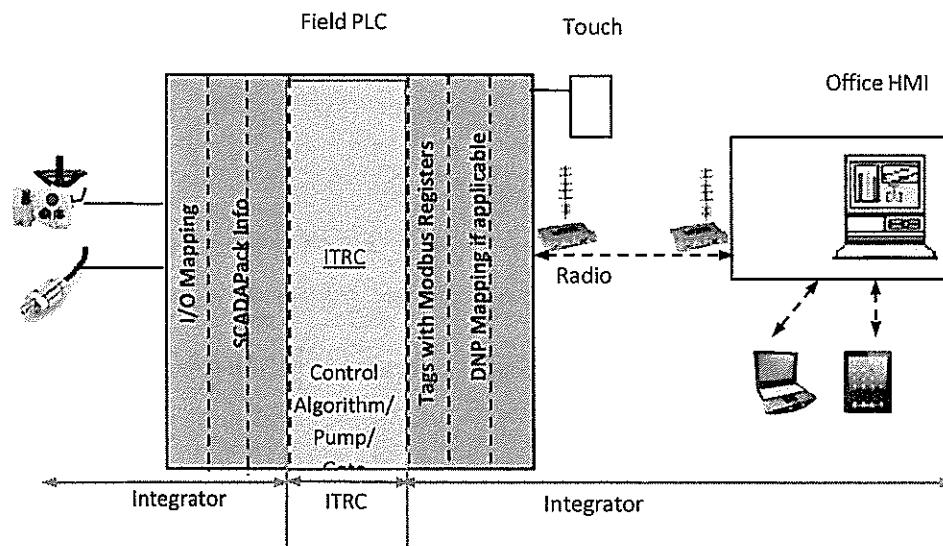 Field PLC
Touch
Office HMI
I/O Mapping
SCADAPack Info
ITRC
Control
Algorithm/
Pump/
Gate
Tags with Modbus Registers
DNP Mapping if applicable
Radio
Integrator
ITRC
Integrator